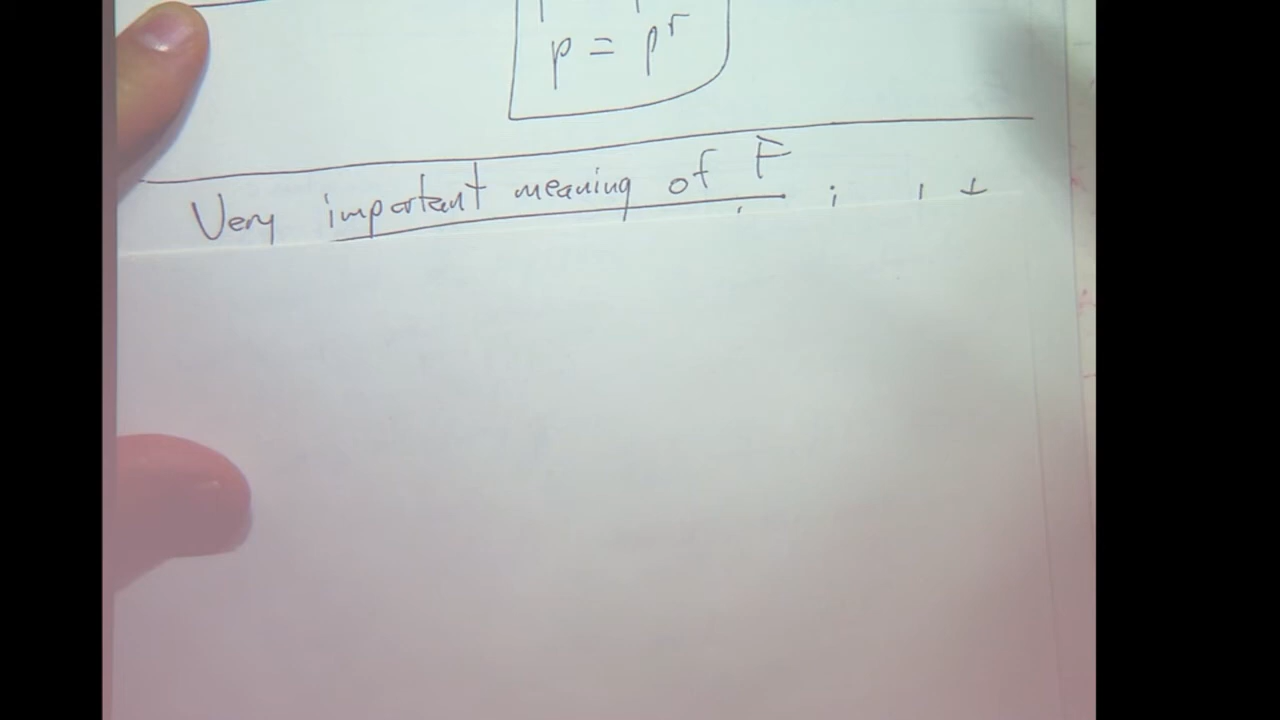 p = p^r
Very important meaning of F